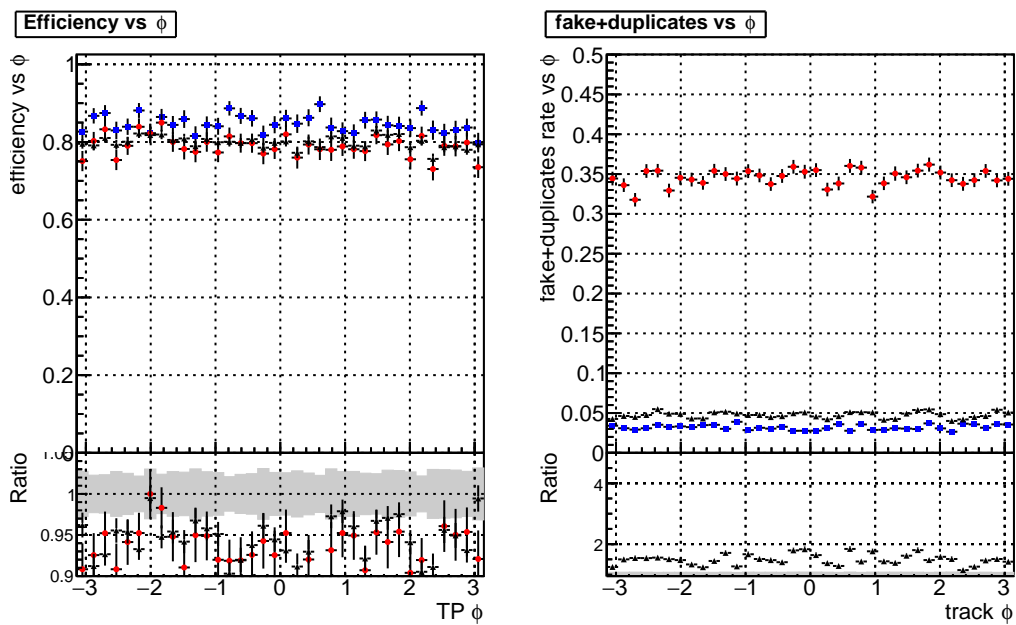 Efficiency vs ϕ
efficiency vs ϕ
1
0.8
0.6
0.4
0.2
0
Ratio
1
0.95
0.9
−3 −2 −1 0 1 2 3
TP ϕ
fake+duplicates vs ϕ
fake+duplicates rate vs ϕ
0.5
0.45
0.4
0.35
0.3
0.25
0.2
0.15
0.1
0.05
0
Ratio
4
2
−3 −2 −1 0 1 2 3
track ϕ